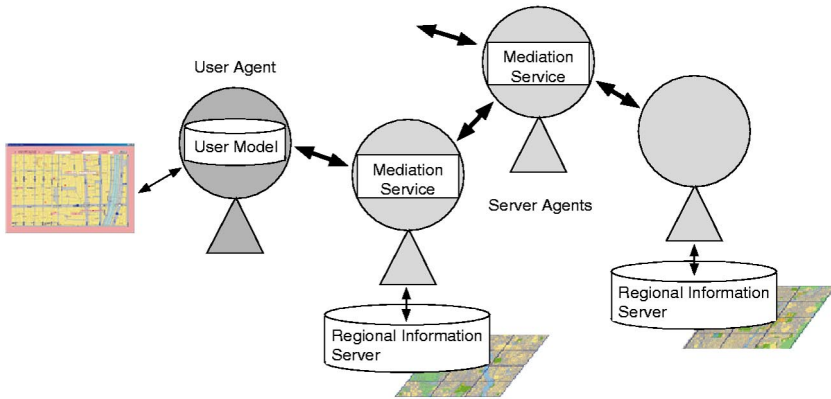 User Agent
User Model
Mediation
Service
Mediation
Service
Server Agents
Regional Information
Server
Regional Information
Server